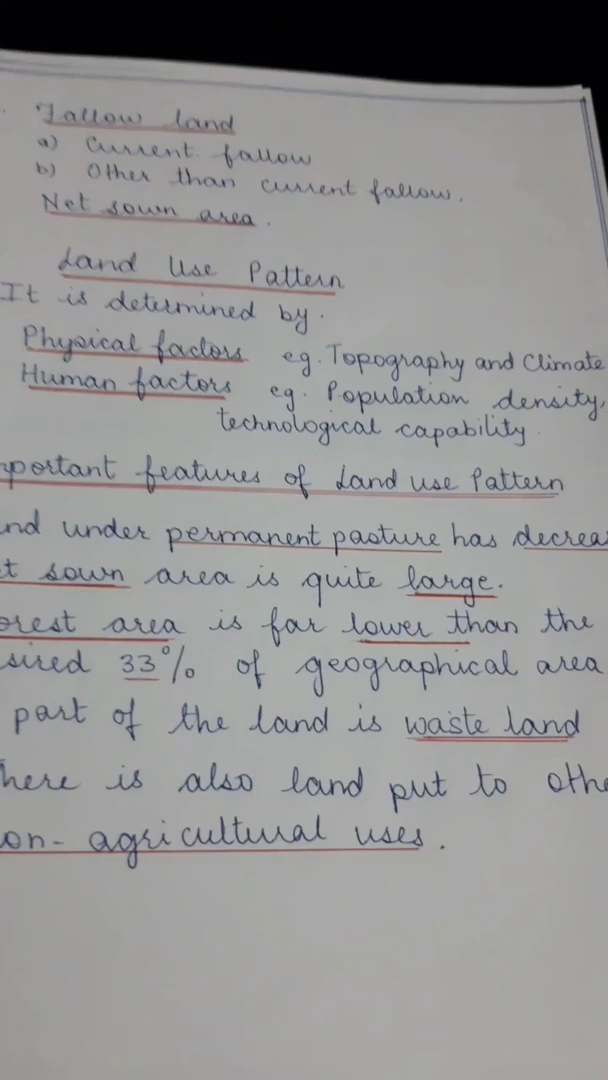 Fallow land
a) Current fallow
b) Other than current fallow.
Net sown area.
Land Use Pattern
It is determined by.
Physical factors eg. Topography and Climate
Human factors eg. Population density,
technological capability.
portant features of Land use Pattern
nd under permanent pasture has decrea
t sown area is quite large.
orest area is far lower than the
sired 33% of geographical area
part of the land is waste land
here is also land put to othe
on- agricultural uses.